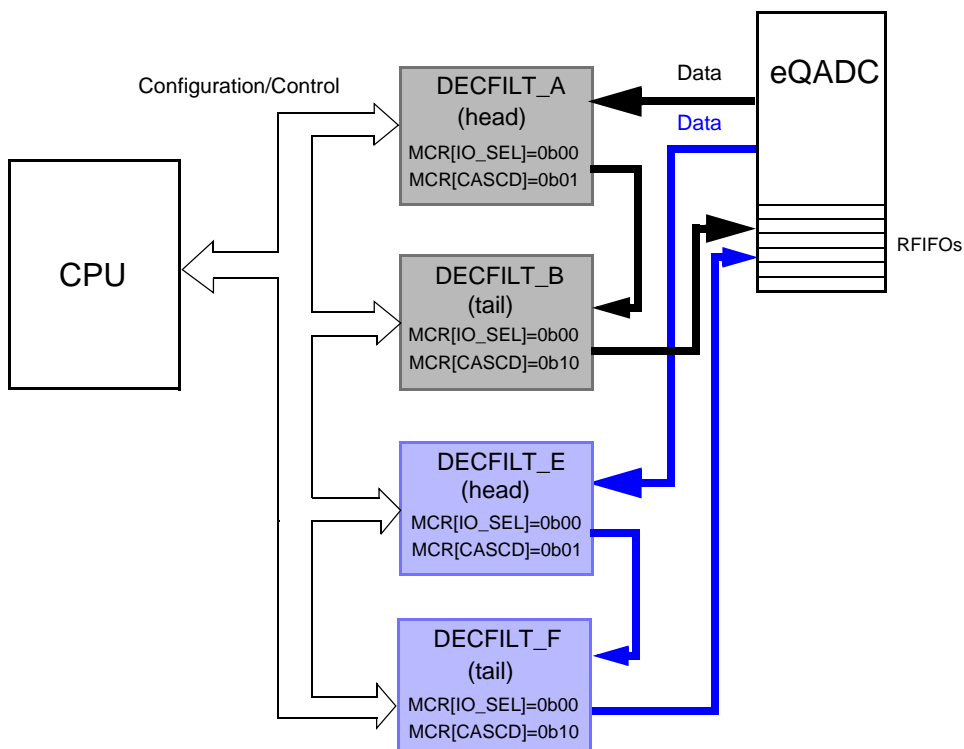 Configuration/Control
CPU
DECFILT_A
(head)
MCR[IO_SEL]=0b00
MCR[CASCD]=0b01
DECFILT_B
(tail)
MCR[IO_SEL]=0b00
MCR[CASCD]=0b10
DECFILT_E
(head)
MCR[IO_SEL]=0b00
MCR[CASCD]=0b01
DECFILT_F
(tail)
MCR[IO_SEL]=0b00
MCR[CASCD]=0b10
Data
Data
eQADC
RFIFOs